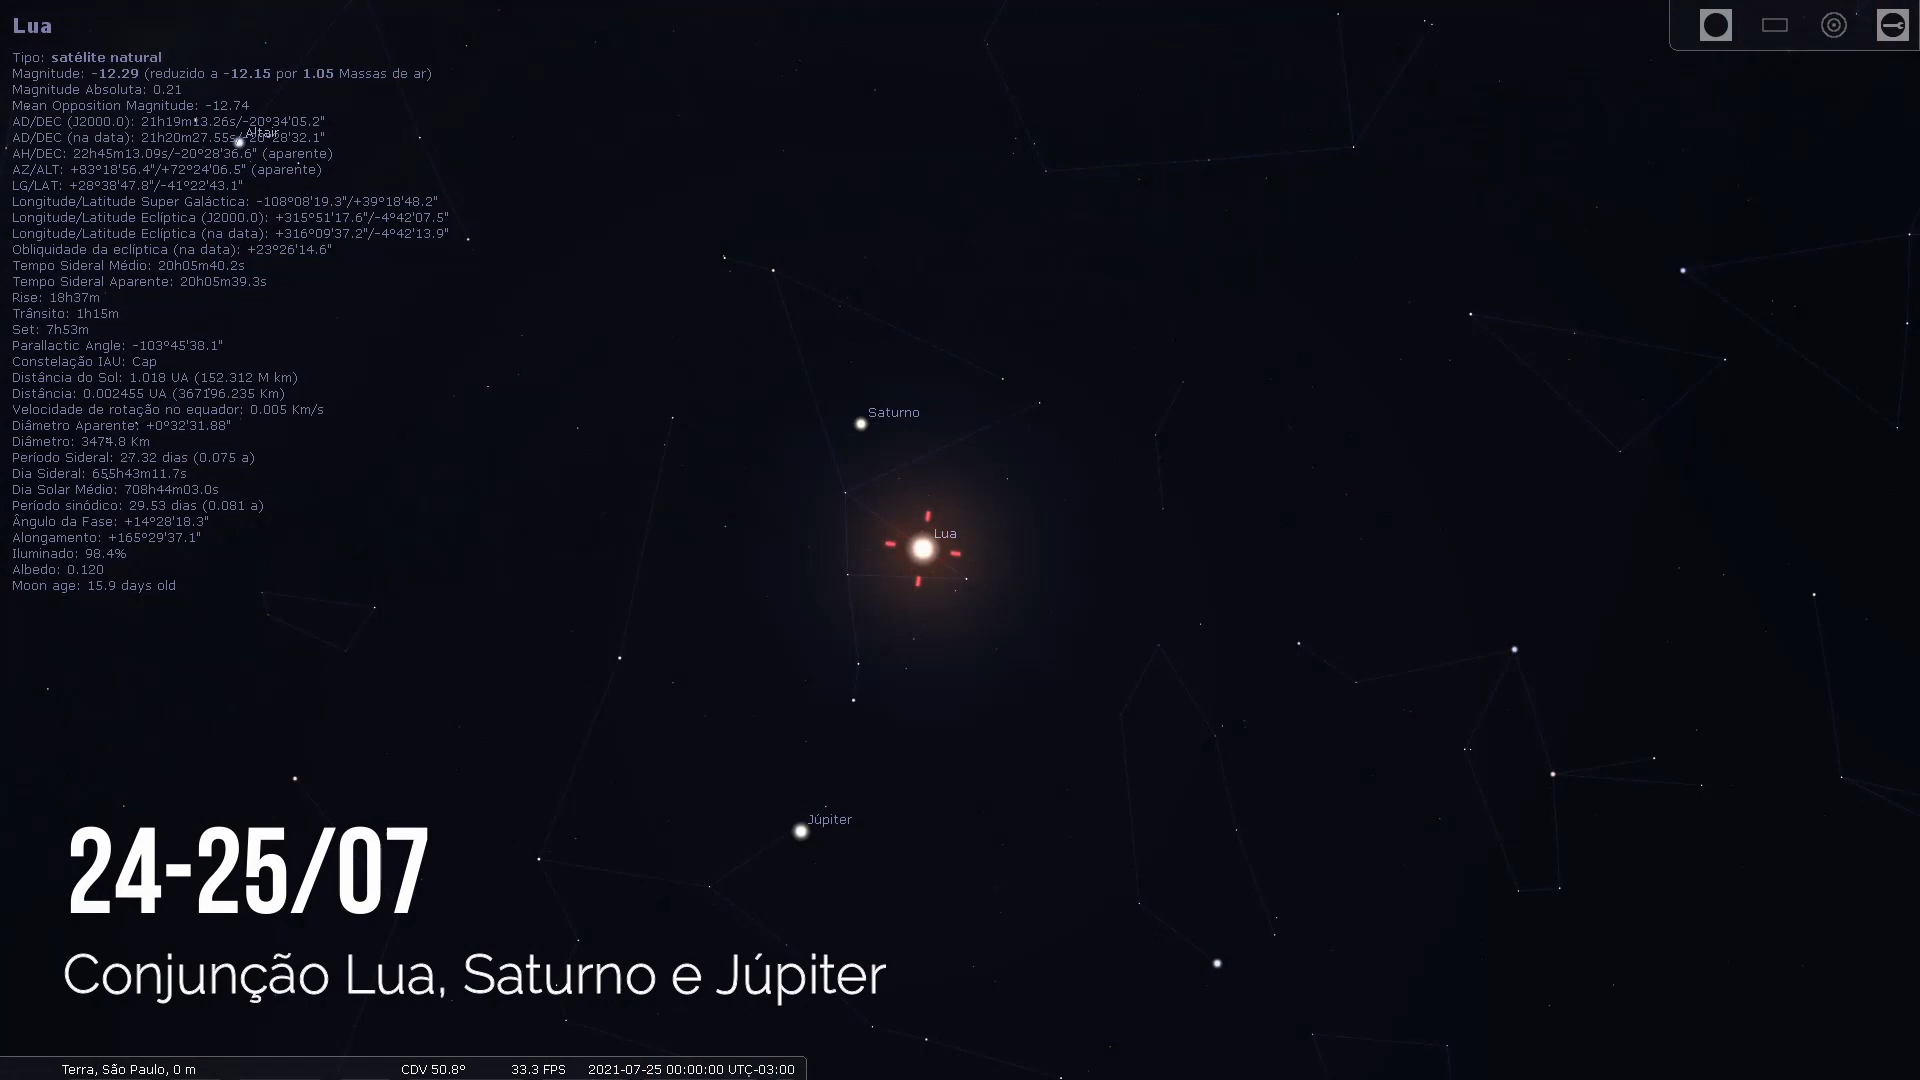 Lua
Tipo: satélite natural
Magnitude: -12.29 (reduzido a -12.15 por 1.05 Massas de ar)
Magnitude Absoluta: 0.21
Mean Opposition Magnitude: -12.74
AD/DEC (J2000.0): 21h19m13.26s/-20°34'05.2"
Altair
AD/DEC (na data): 21h20m27.55s/-20°28'32.1"
AH/DEC: 22h45m13.09s/-20°28'36.6" (aparente)
AZ/ALT: +83°18'56.4"/+72°24'06.5" (aparente)
LG/LAT: +28°38'47.8"/-41°22'43.1"
Longitude/Latitude Super Galáctica: -108°08'19.3"/+39°18'48.2"
Longitude/Latitude Eclíptica (J2000.0): +315°51'17.6"/-4°42'07.5"
Longitude/Latitude Eclíptica (na data): +316°09'37.2"/-4°42'13.9"
Obliquidade da eclíptica (na data): +23°26'14.6"
Tempo Sideral Médio: 20h05m40.2s
Tempo Sideral Aparente: 20h05m39.3s
Rise: 18h37m
Trânsito: 1h15m
Set: 7h53m
Parallactic Angle: -103°45'38.1"
Constelação IAU: Cap
Distância do Sol: 1.018 UA (152.312 M km)
Distância: 0.002455 UA (367196.235 Km)
Velocidade de rotação no equador: 0.005 Km/s
Diâmetro Aparente: +0°32'31.88"
Diâmetro: 3474.8 Km
Período Sideral: 27.32 dias (0.075 a)
Dia Sideral: 655h43m11.7s
Dia Solar Médio: 708h44m03.0s
Período sinódico: 29.53 dias (0.081 a)
Ângulo da Fase: +14°28'18.3"
Alongamento: +165°29'37.1"
Iluminado: 98.4%
Albedo: 0.120
Moon age: 15.9 days old
Saturno
Lua
Júpiter
24-25/07
Conjunção Lua, Saturno e Júpiter
Terra, São Paulo, 0 m CDV 50.8° 33.3 FPS 2021-07-25 00:00:00 UTC-03:00